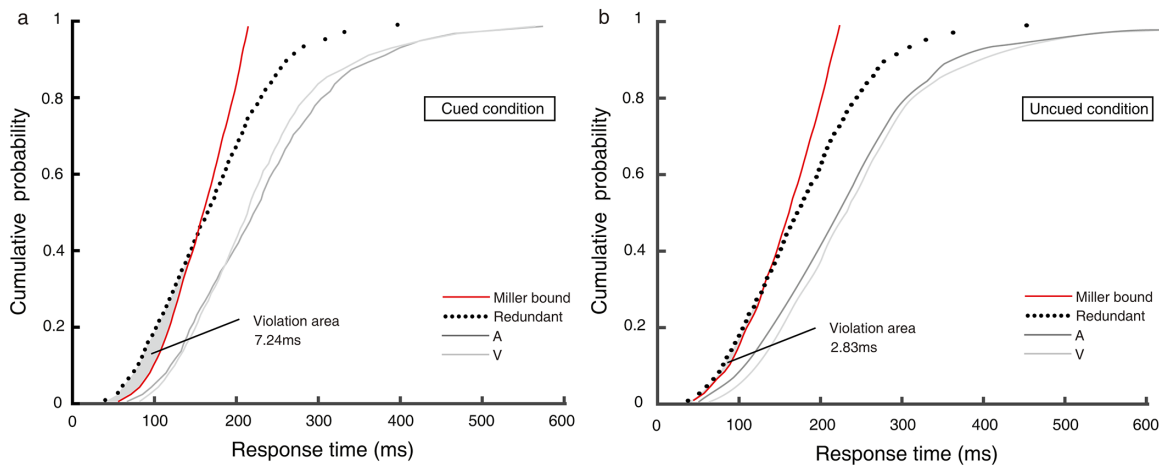 a
1
0.8
0.6
0.4
0.2
0
Cumulative probability
Cued condition
Miller bound
Redundant
A
V
Violation area
7.24ms
0 100 200 300 400 500 600
Response time (ms)
b
1
0.8
0.6
0.4
0.2
0
Cumulative probability
Uncued condition
Miller bound
Redundant
A
V
Violation area
2.83ms
0 100 200 300 400 500 600
Response time (ms)